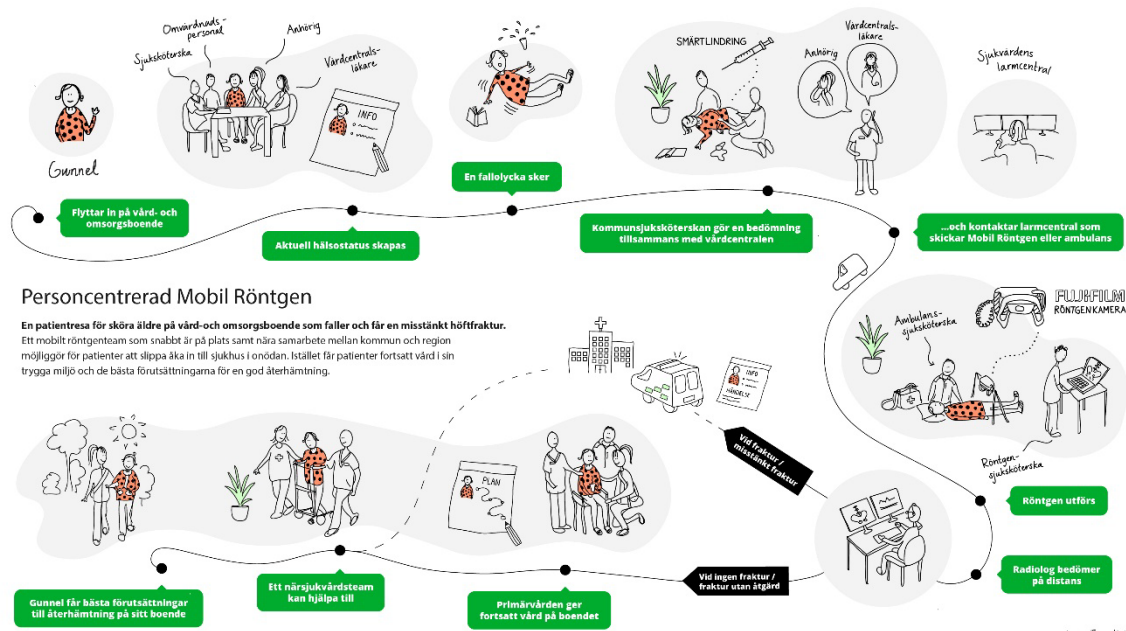 Omvårdnads-
personal
Sjuksköterska
Anhörig
Vårdcentrals-
läkare
INFO
Gunnel
SMÄRTLINDRING
Anhörig
Vårdcentrals-
läkare
Sjukvårdens
larmcentral
Flyttar in på vård- och
omsorgsboende
Aktuell hälsostatus skapas
En fallolycka sker
Kommunsjuksköterskan gör en bedömning
tillsammans med vårdcentralen
...och kontaktar larmcentral som
skickar Mobil Röntgen eller ambulans
Personcentrerad Mobil Röntgen
En patientresa för sköra äldre på vård-och omsorgsboende som faller och får en misstänkt höftfraktur.
Ett mobilt röntgenteam som snabbt är på plats samt nära samarbete mellan kommun och region
möjliggör för patienter att slippa åka in till sjukhus i onödan. Istället får patienter fortsatt vård i sin
trygga miljö och de bästa förutsättningarna för en god återhämtning.
FUJIFILM
RÖNTGENKAMERA
Ambulans-
sjuksköterska
Röntgen-
sjuksköterska
INFO
HÄNDELSE
Vid fraktur /
misstänkt fraktur
Röntgen utförs
Radiolog bedömer
på distans
Vid ingen fraktur /
fraktur utan åtgärd
PLAN
Primärvården ger
fortsatt vård på boendet
Ett närsjukvårdsteam
kan hjälpa till
Gunnel får bästa förutsättningar
till återhämtning på sitt boende